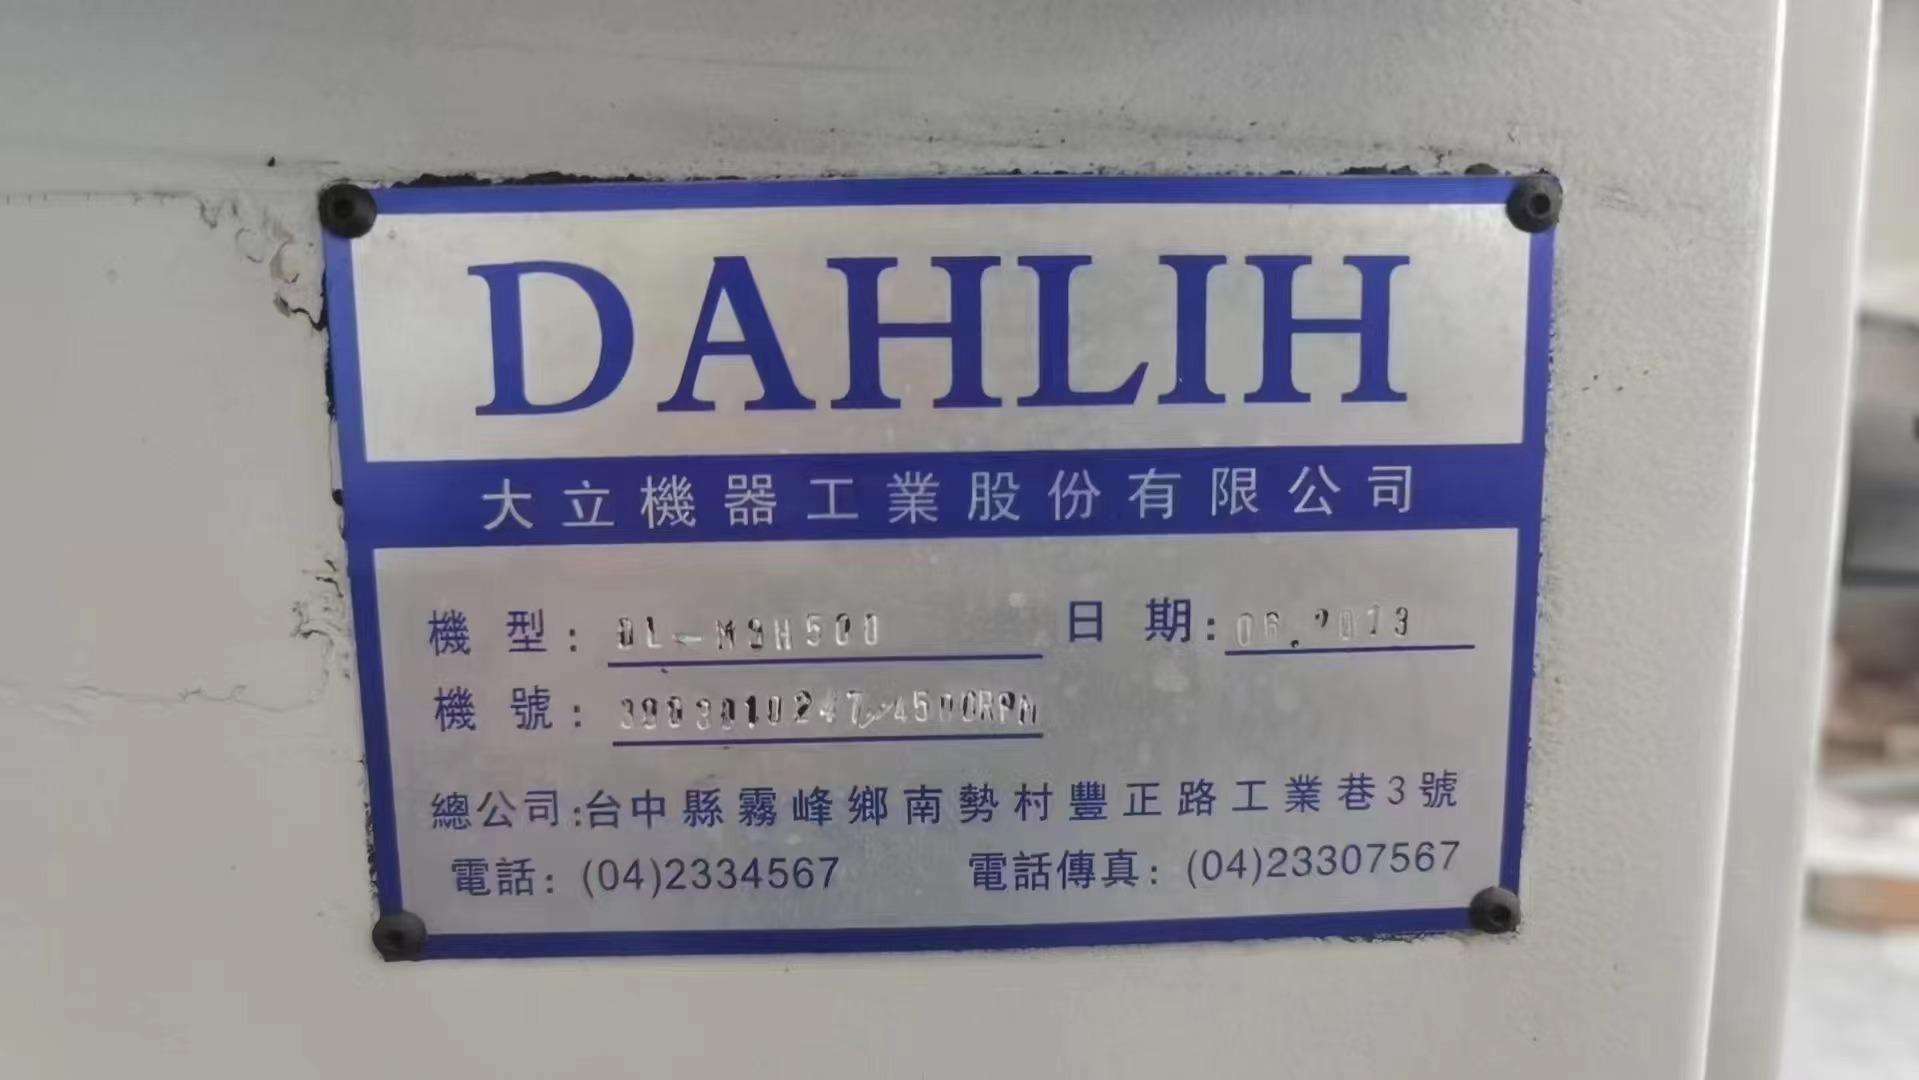 DAHLIH
大立機器工業股份有限公司
機型: DL-MCH500 日期: 06.2013
機號: 4500RPM
總公司:台中縣霧峰鄉南勢村豐正路工業巷3號
電話: (04)2334567 電話傳真: (04)23307567